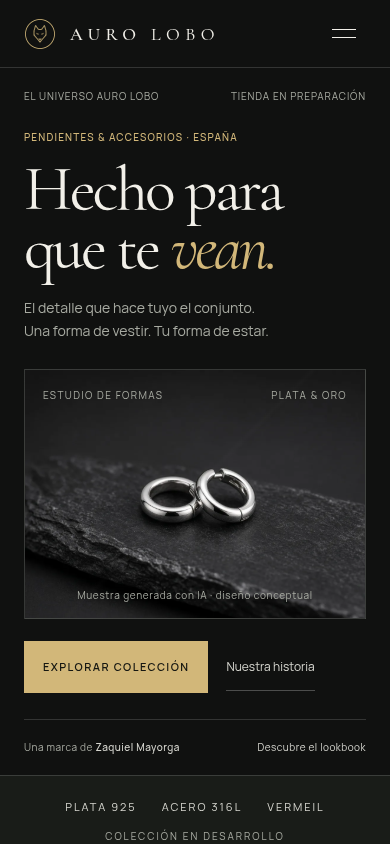 AURO LOBO
EL UNIVERSO AURO LOBO
TIENDA EN PREPARACIÓN
PENDIENTES & ACCESORIOS · ESPAÑA
Hecho para
que te vean.
El detalle que hace tuyo el conjunto.
Una forma de vestir. Tu forma de estar.
ESTUDIO DE FORMAS
PLATA & ORO
Muestra generada con IA · diseño conceptual
EXPLORAR COLECCIÓN
Nuestra historia
Una marca de Zaquiel Mayorga
Descubre el lookbook
PLATA 925
ACERO 316L
VERMEIL
COLECCIÓN EN DESARROLLO